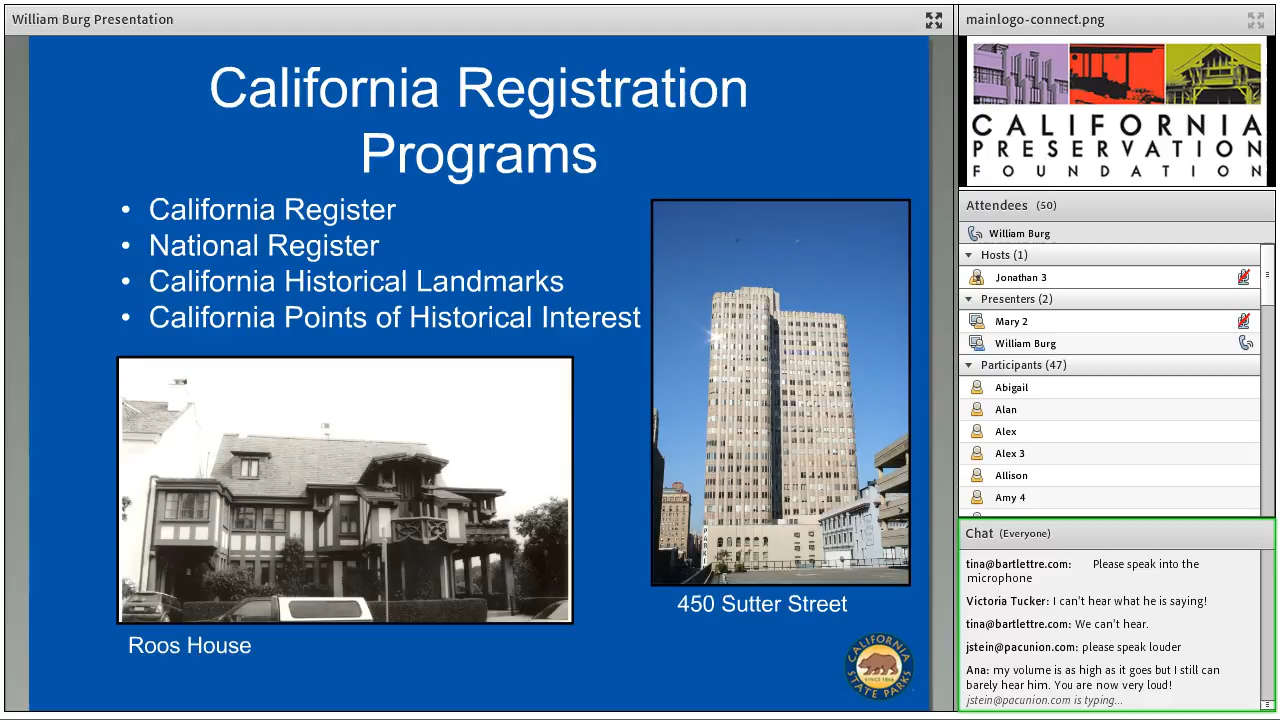 William Burg Presentation
California Registration
Programs
• California Register
• National Register
• California Historical Landmarks
• California Points of Historical Interest
Roos House
450 Sutter Street
CALIFORNIA
STATE PARKS
SINCE 1864
mainlogo-connect.png
CALIFORNIA
PRESERVATION
FOUNDATION
Attendees (50)
William Burg
Hosts (1)
Jonathan 3
Presenters (2)
Mary 2
William Burg
Participants (47)
Abigail
Alan
Alex
Alex 3
Allison
Amy 4
Chat (Everyone)
tina@bartlettre.com: Please speak into the
microphone
Victoria Tucker: I can't hear what he is saying!
tina@bartlettre.com: We can't hear.
jstein@pacunion.com: please speak louder
Ana: my volume is as high as it goes but I still can
barely hear him. You are now very loud!
jstein@pacunion.com is typing...